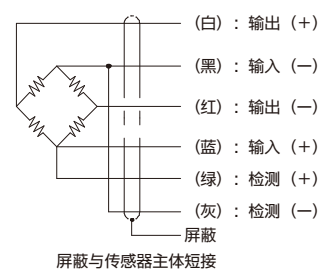 （白）：输出（+）
（黑）：输入（—）
（红）：输出（—）
（蓝）：输入（+）
（绿）：检测（+）
（灰）：检测（—）
屏蔽
屏蔽与传感器主体短接